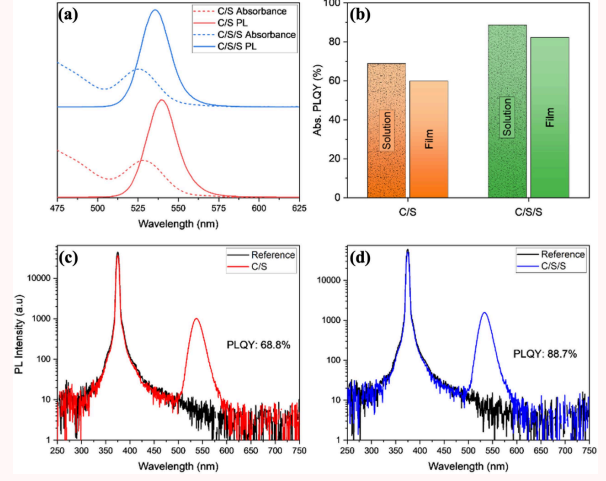 (a)
C/S Absorbance
C/S PL
C/S/S Absorbance
C/S/S PL
475 500 525 550 575 600 625
Wavelength (nm)
(b)
Abs. PLQY (%)
100
80
60
40
20
0
Solution
Film
Solution
Film
C/S C/S/S
(c)
Reference
C/S
PL Intensity (a.u)
10000
1000
100
10
1
PLQY: 68.8%
250 300 350 400 450 500 550 600 650 700 750
Wavelength (nm)
(d)
Reference
C/S/S
10000
1000
100
10
1
PLQY: 88.7%
250 300 350 400 450 500 550 600 650 700 750
Wavelength (nm)